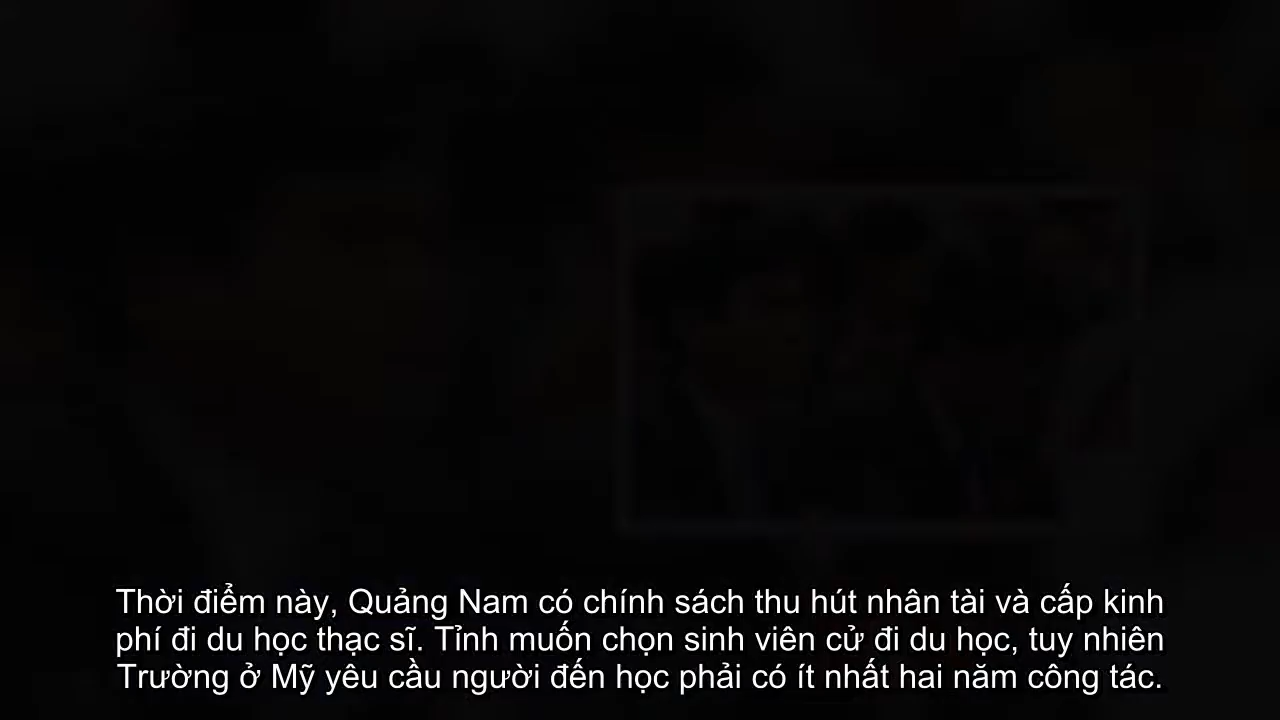 Thời điểm này, Quảng Nam có chính sách thu hút nhân tài và cấp kinh
phí đi du học thạc sĩ. Tỉnh muốn chọn sinh viên cử đi du học, tuy nhiên
Trường ở Mỹ yêu cầu người đến học phải có ít nhất hai năm công tác.